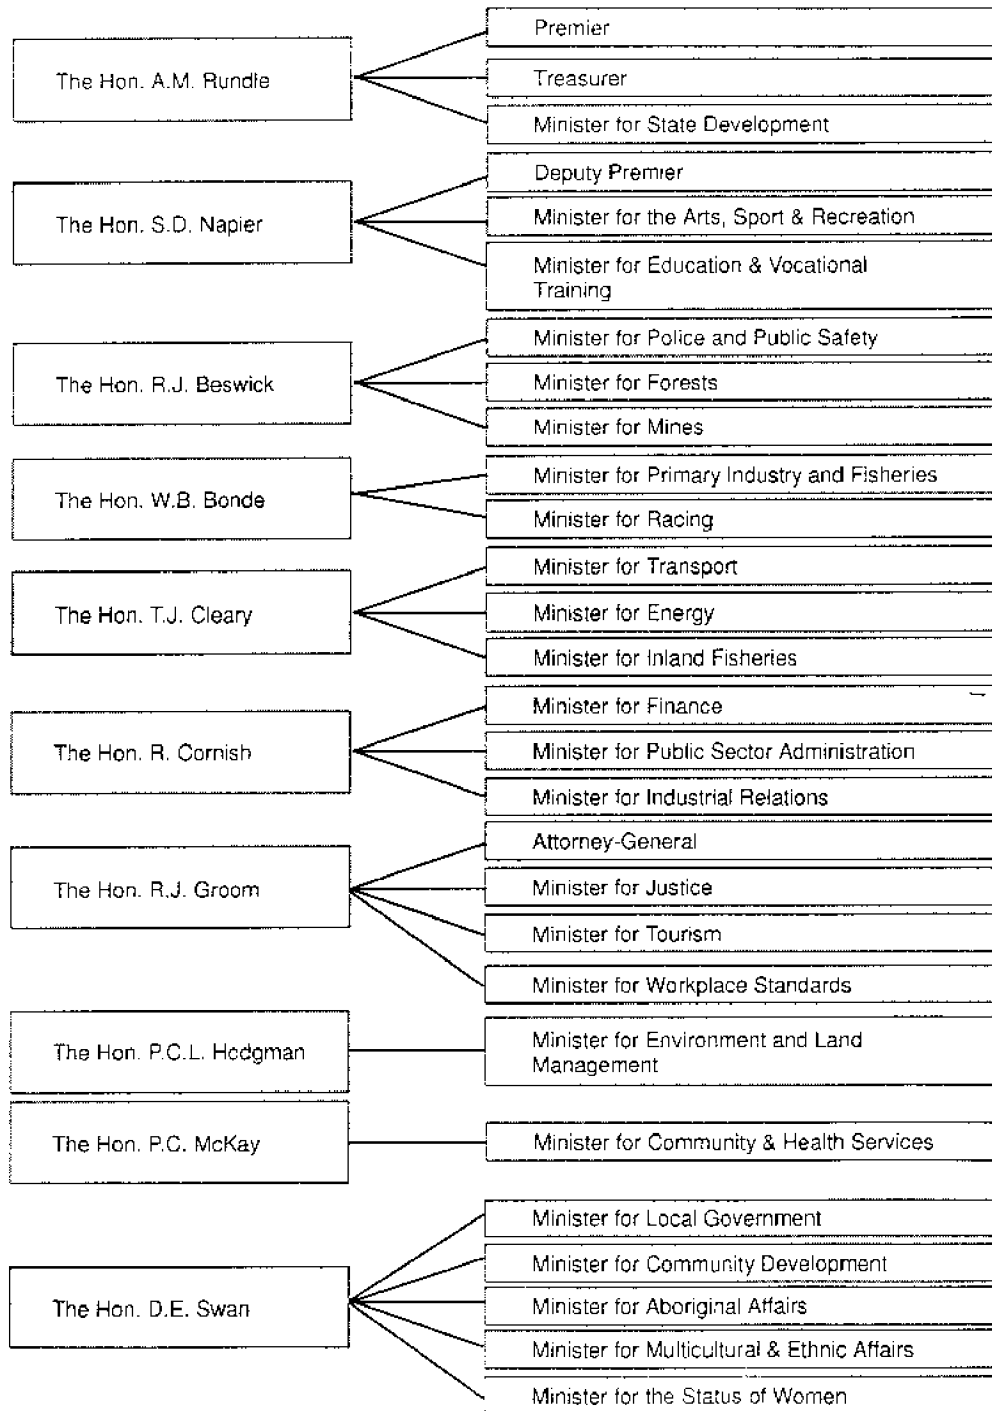 The Hon. A.M. Rundle
Premier
Treasurer
Minister for State Development
The Hon. S.D. Napier
Deputy Premier
Minister for the Arts, Sport & Recreation
Minister for Education & Vocational
Training
The Hon. R.J. Beswick
Minister for Police and Public Safety
Minister for Forests
Minister for Mines
The Hon. W.B. Bonde
Minister for Primary Industry and Fisheries
Minister for Racing
The Hon. T.J. Cleary
Minister for Transport
Minister for Energy
Minister for Inland Fisheries
The Hon. R. Cornish
Minister for Finance
Minister for Public Sector Administration
Minister for Industrial Relations
The Hon. R.J. Groom
Attorney-General
Minister for Justice
Minister for Tourism
Minister for Workplace Standards
The Hon. P.C.L. Hodgman
Minister for Environment and Land
Management
The Hon. P.C. McKay
Minister for Community & Health Services
The Hon. D.E. Swan
Minister for Local Government
Minister for Community Development
Minister for Aboriginal Affairs
Minister for Multicultural & Ethnic Affairs
Minister for the Status of Women